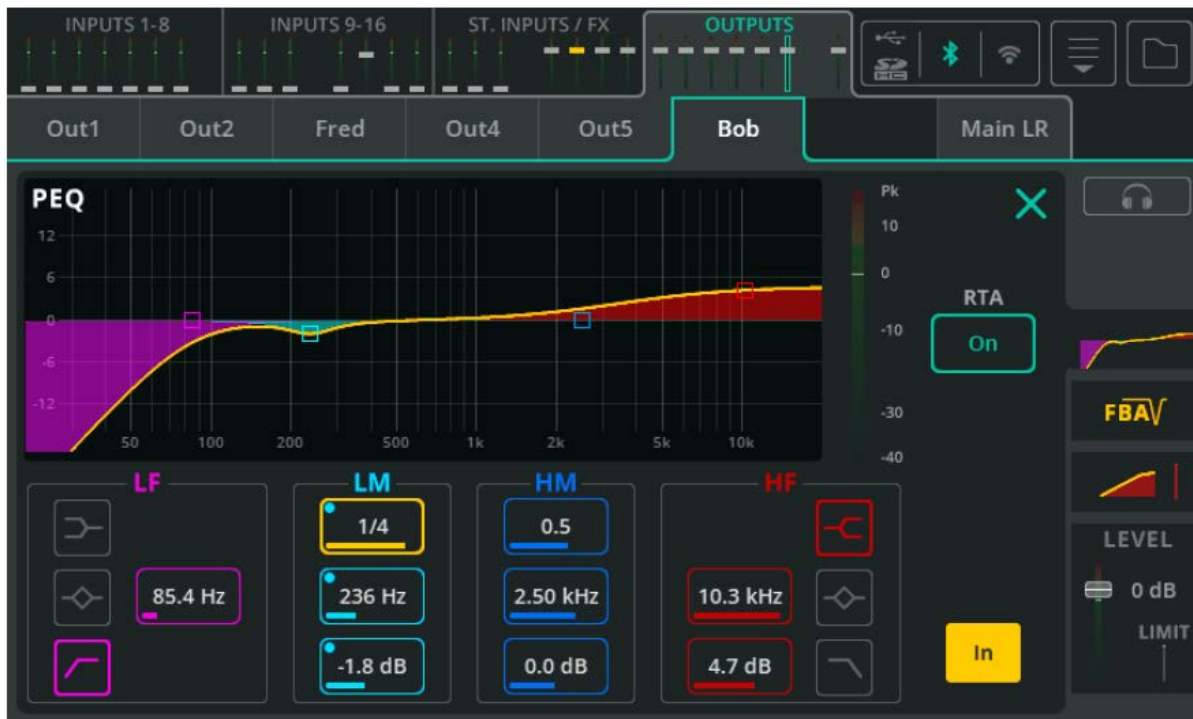 INPUTS 1-8 INPUTS 9-16 ST. INPUTS / FX OUTPUTS
SD HC
Out1 Out2 Fred Out4 Out5 Bob Main LR
PEQ
12
6
0
-6
-12
50 100 200 500 1k 2k 5k 10k
Pk
10
0
-10
-30
-40
RTA
On
FBA
LF LM HM HF
1/4 0.5
85.4 Hz 236 Hz 2.50 kHz 10.3 kHz
-1.8 dB 0.0 dB 4.7 dB
In
LEVEL
0 dB
LIMIT